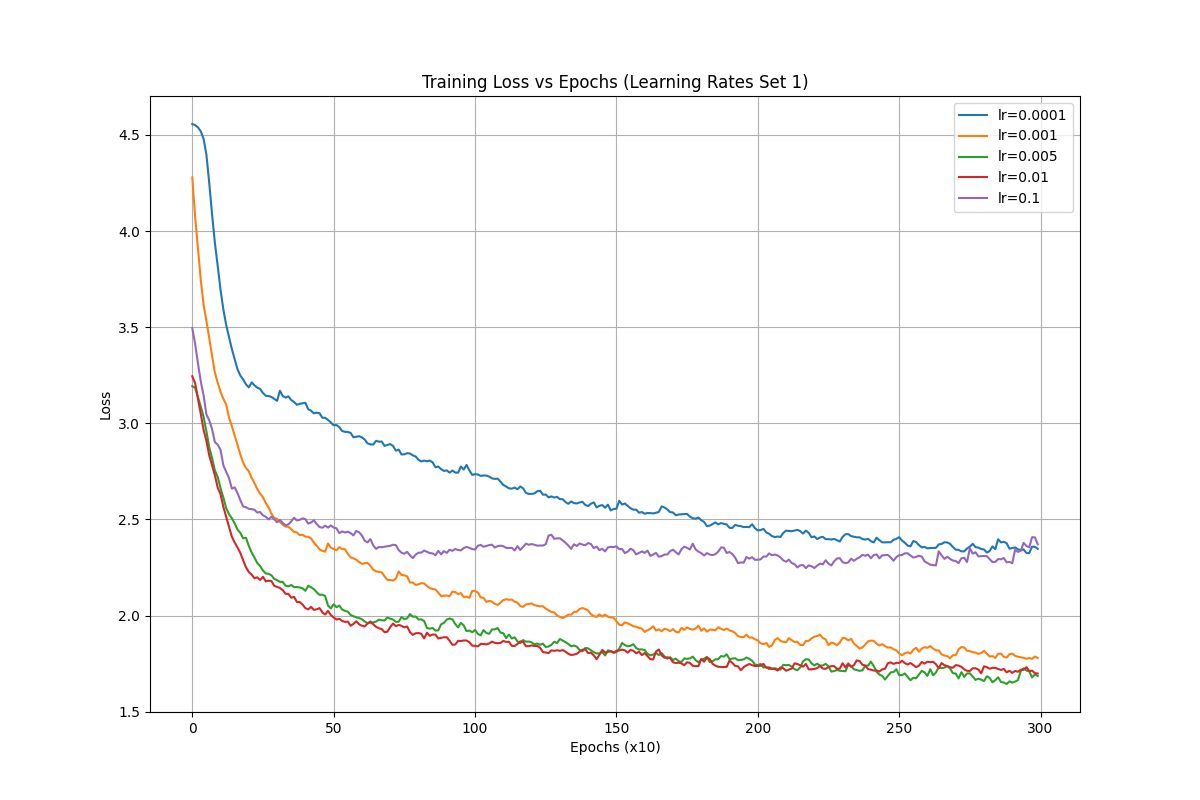 Training Loss vs Epochs (Learning Rates Set 1)
lr=0.0001
lr=0.001
lr=0.005
lr=0.01
lr=0.1
4.5
4.0
3.5
3.0
2.5
2.0
1.5
Loss
0 50 100 150 200 250 300
Epochs (x10)